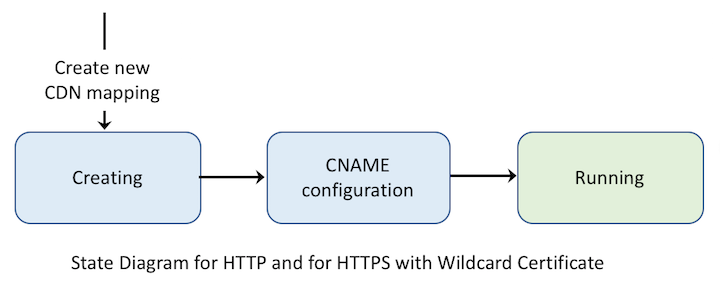 Create new
CDN mapping
Creating
CNAME
configuration
Running
State Diagram for HTTP and for HTTPS with Wildcard Certificate